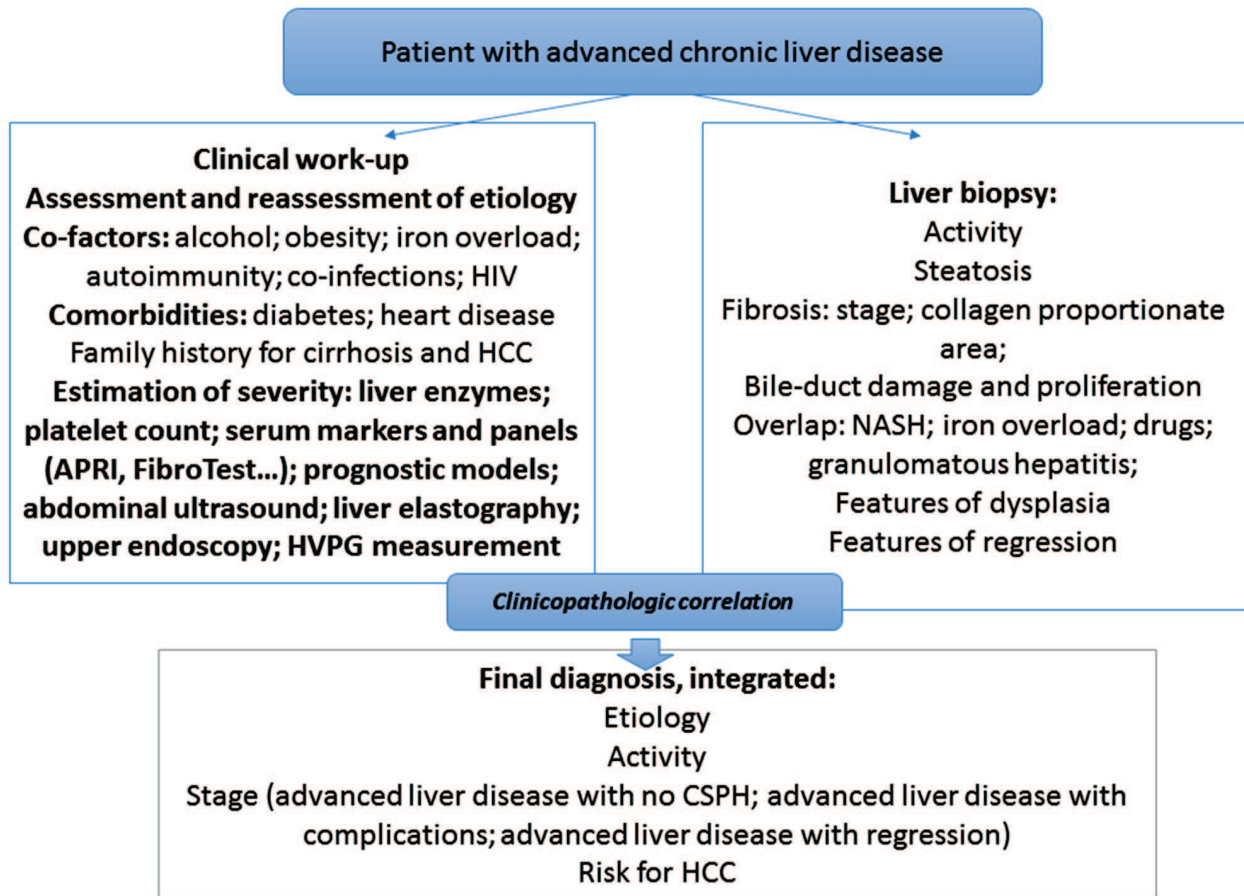 Patient with advanced chronic liver disease
Clinical work-up
Assessment and reassessment of etiology
Co-factors: alcohol; obesity; iron overload;
autoimmunity; co-infections; HIV
Comorbidities: diabetes; heart disease
Family history for cirrhosis and HCC
Estimation of severity: liver enzymes;
platelet count; serum markers and panels
(APRI, FibroTest...); prognostic models;
abdominal ultrasound; liver elastography;
upper endoscopy; HVPG measurement
Liver biopsy:
Activity
Steatosis
Fibrosis: stage; collagen proportionate
area;
Bile-duct damage and proliferation
Overlap: NASH; iron overload; drugs;
granulomatous hepatitis;
Features of dysplasia
Features of regression
Clinicopathologic correlation
Final diagnosis, integrated:
Etiology
Activity
Stage (advanced liver disease with no CSPH; advanced liver disease with
complications; advanced liver disease with regression)
Risk for HCC